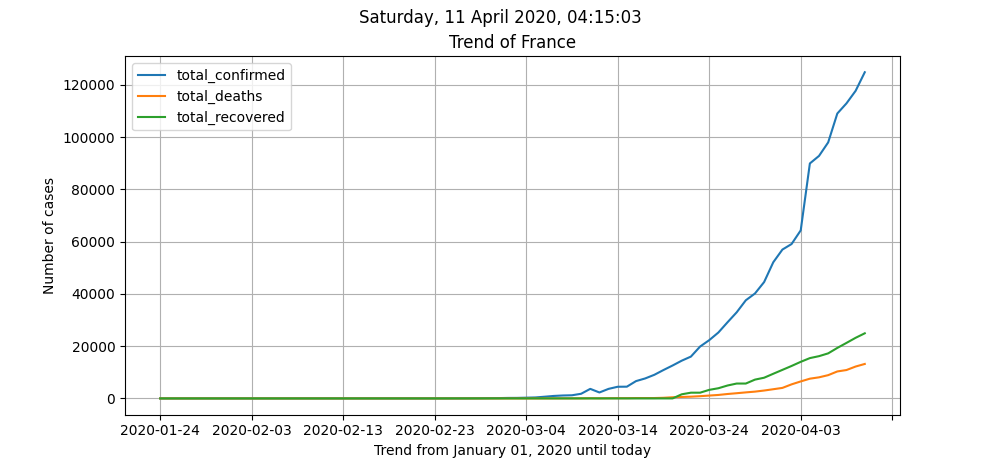 Saturday, 11 April 2020, 04:15:03
Trend of France
total_confirmed
total_deaths
total_recovered
120000
100000
80000
60000
40000
20000
0
Number of cases
2020-01-24 2020-02-03 2020-02-13 2020-02-23 2020-03-04 2020-03-14 2020-03-24 2020-04-03
Trend from January 01, 2020 until today